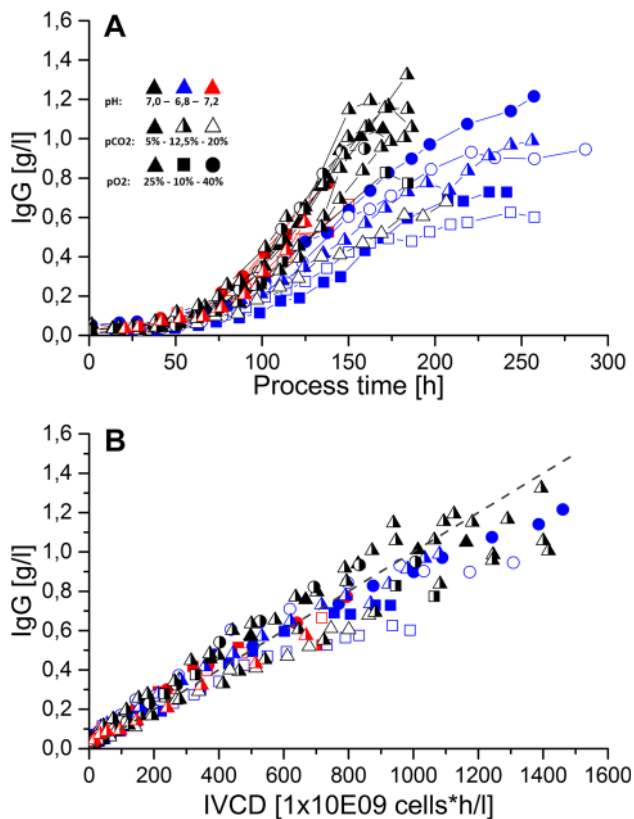 A
IgG [g/l]
1,6
1,4
1,2
1,0
0,8
0,6
0,4
0,2
0,0
pH: 7,0 – 6,8 – 7,2
pCO2: 5% - 12,5% - 20%
pO2: 25% - 10% - 40%
0 50 100 150 200 250 300
Process time [h]
B
IgG [g/l]
1,6
1,4
1,2
1,0
0,8
0,6
0,4
0,2
0,0
0 200 400 600 800 1000 1200 1400 1600
IVCD [1x10E09 cells*h/l]